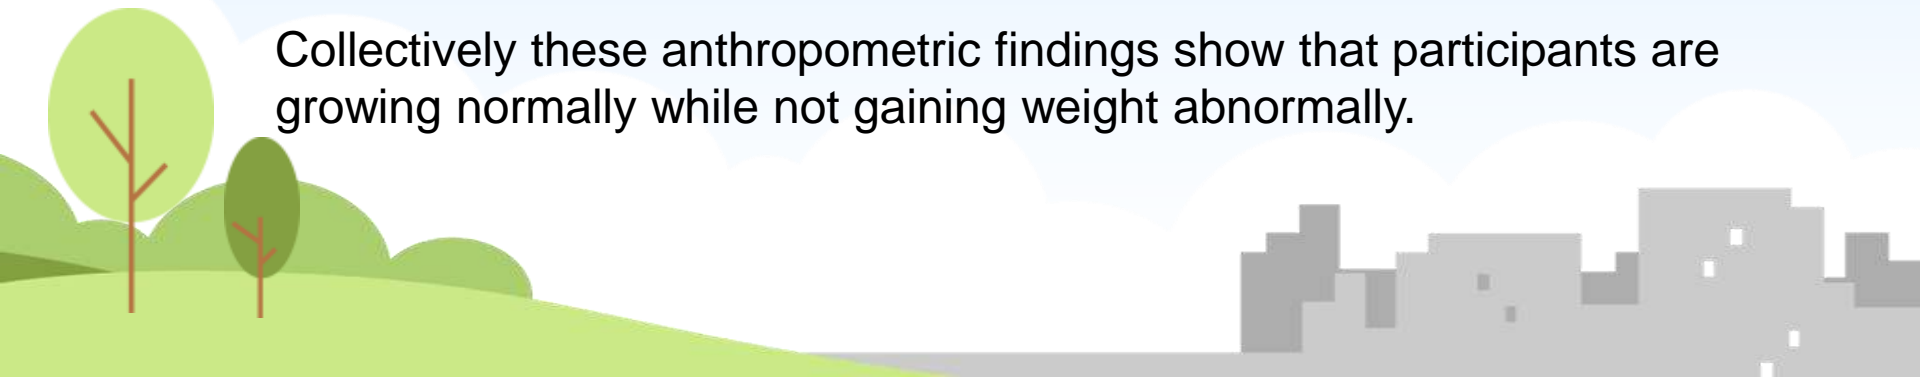 Collectively these anthropometric findings show that participants are
growing normally while not gaining weight abnormally.